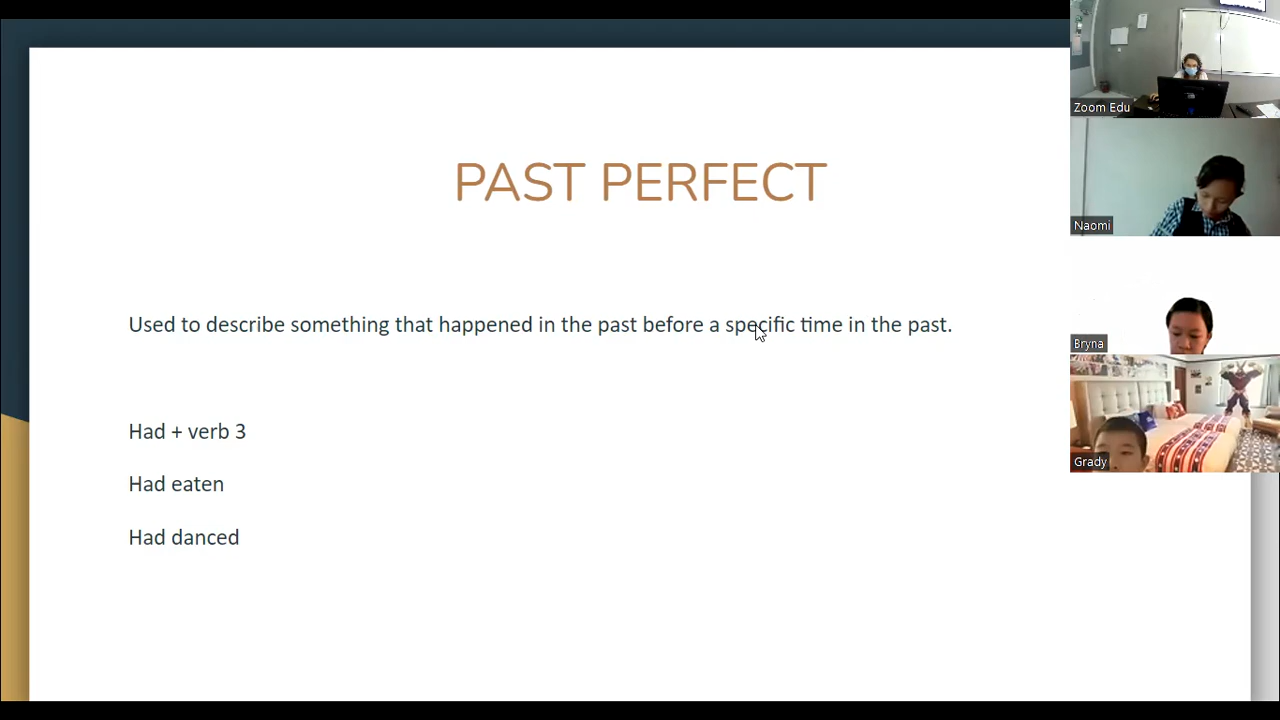 PAST PERFECT
Used to describe something that happened in the past before a specific time in the past.
Had + verb 3
Had eaten
Had danced
Zoom Edu
Naomi
Bryna
Grady